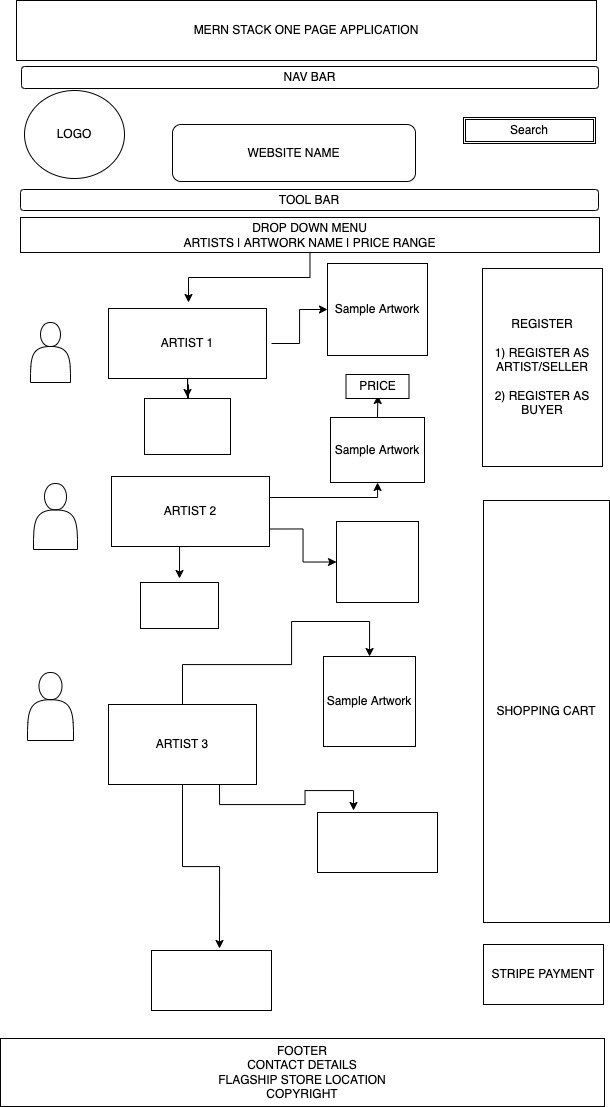 MERN STACK ONE PAGE APPLICATION
NAV BAR
LOGO
WEBSITE NAME
Search
TOOL BAR
DROP DOWN MENU
ARTISTS | ARTWORK NAME | PRICE RANGE
ARTIST 1
Sample Artwork
REGISTER
1) REGISTER AS
ARTIST/SELLER
2) REGISTER AS
BUYER
PRICE
Sample Artwork
ARTIST 2
Sample Artwork
ARTIST 3
SHOPPING CART
STRIPE PAYMENT
FOOTER
CONTACT DETAILS
FLAGSHIP STORE LOCATION
COPYRIGHT